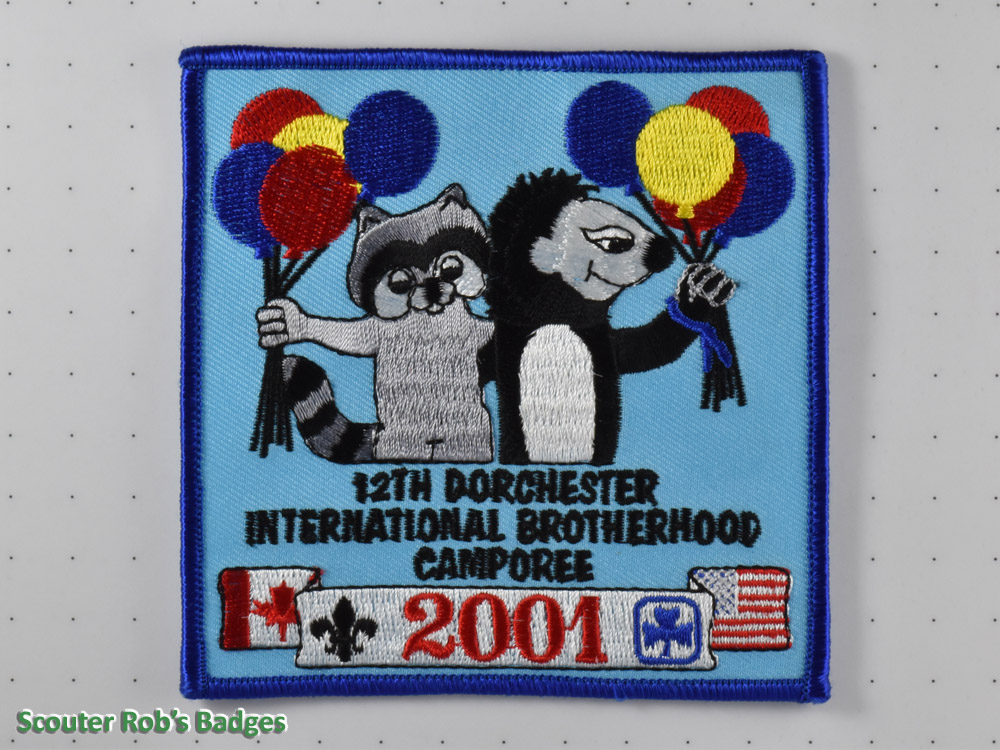 12TH DORCHESTER
INTERNATIONAL BROTHERHOOD
CAMPOREE
2001
Scouter Rob's Badges